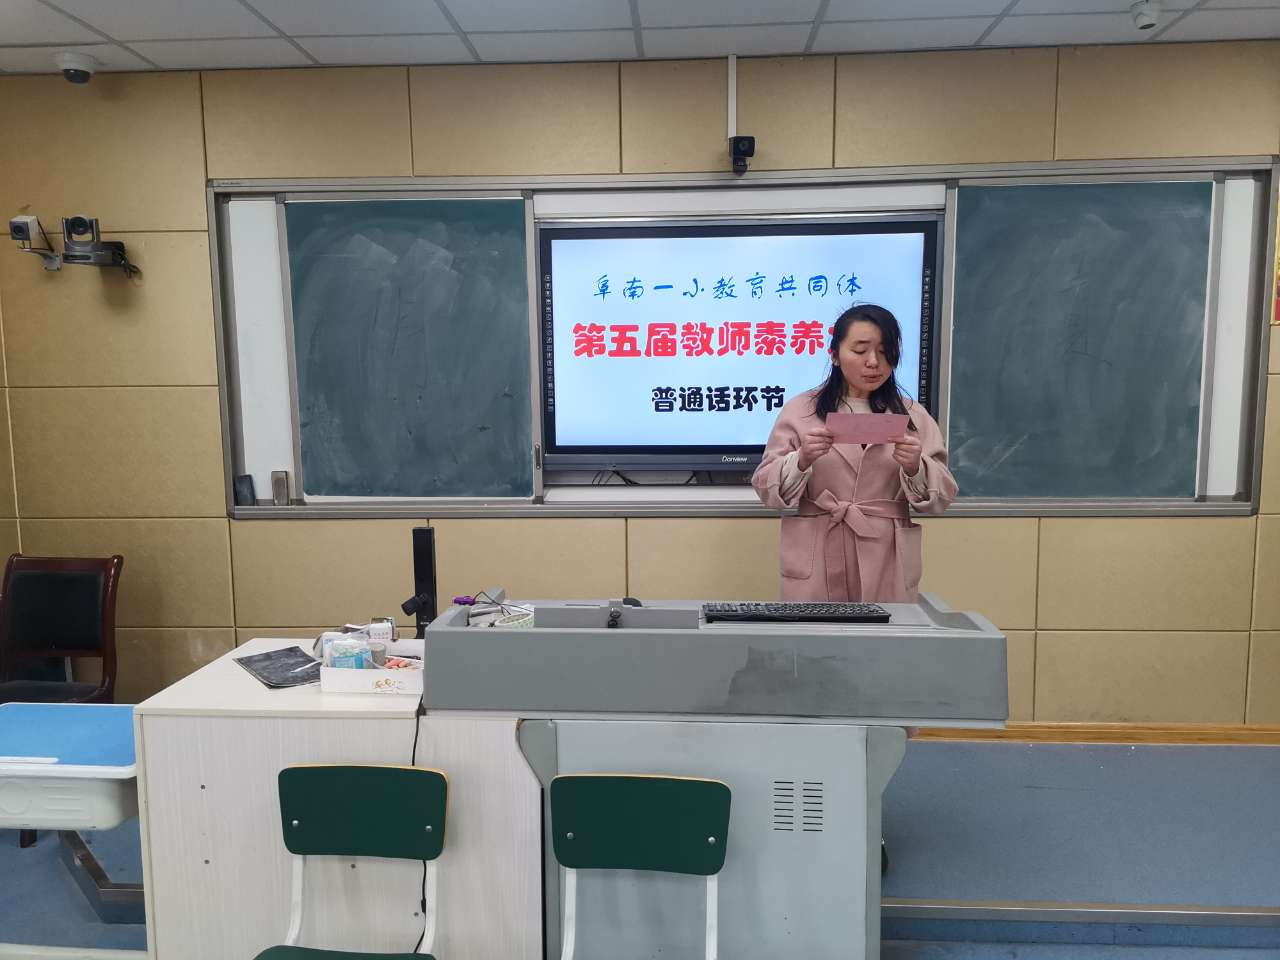 阜南一小教育共同体
第五届教师素养
普通话环节
Donview